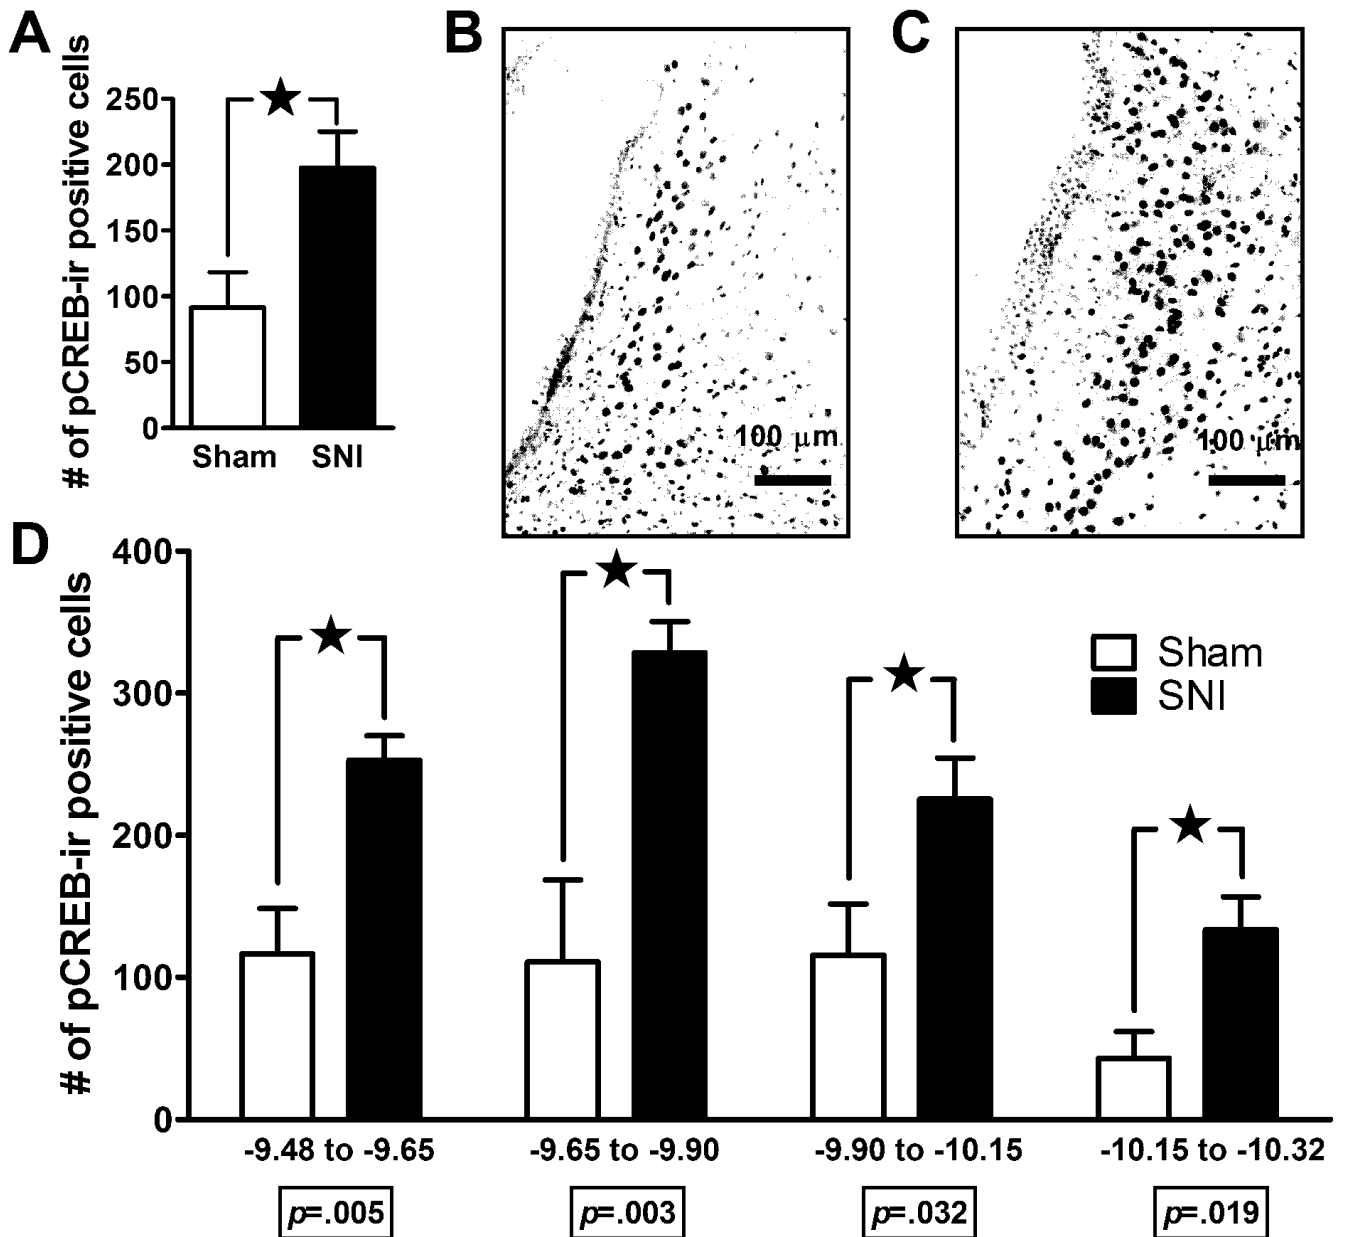 A
# of pCREB-ir positive cells
250
200
150
100
50
0
Sham SNI
B
100 μm
C
100 μm
D
# of pCREB-ir positive cells
400
300
200
100
0
Sham
SNI
-9.48 to -9.65 -9.65 to -9.90 -9.90 to -10.15 -10.15 to -10.32
p=.005 p=.003 p=.032 p=.019